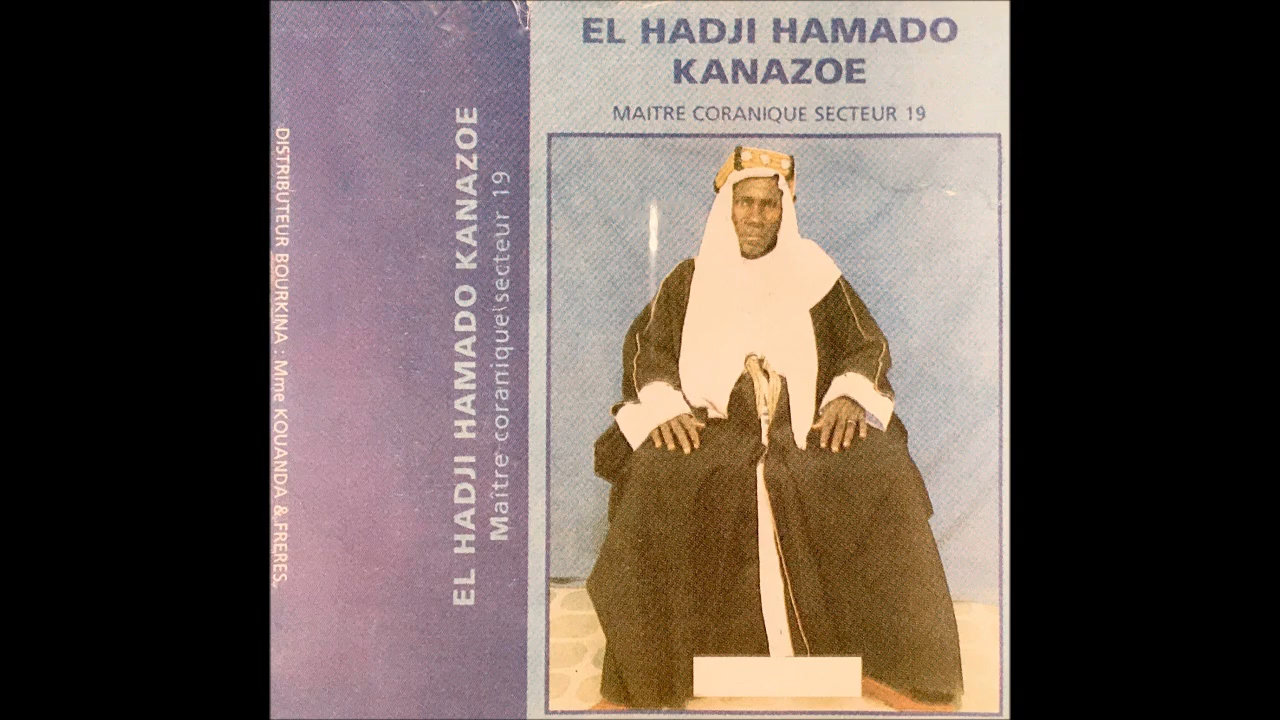 EL HADJI HAMADO
KANAZOE
MAITRE CORANIQUE SECTEUR 19
EL HADJI HAMADO KANAZOE
Maître coranique\secteur 19
DISTRIBUTEUR BOURKINA : Mme KOUANDA & FRERES.